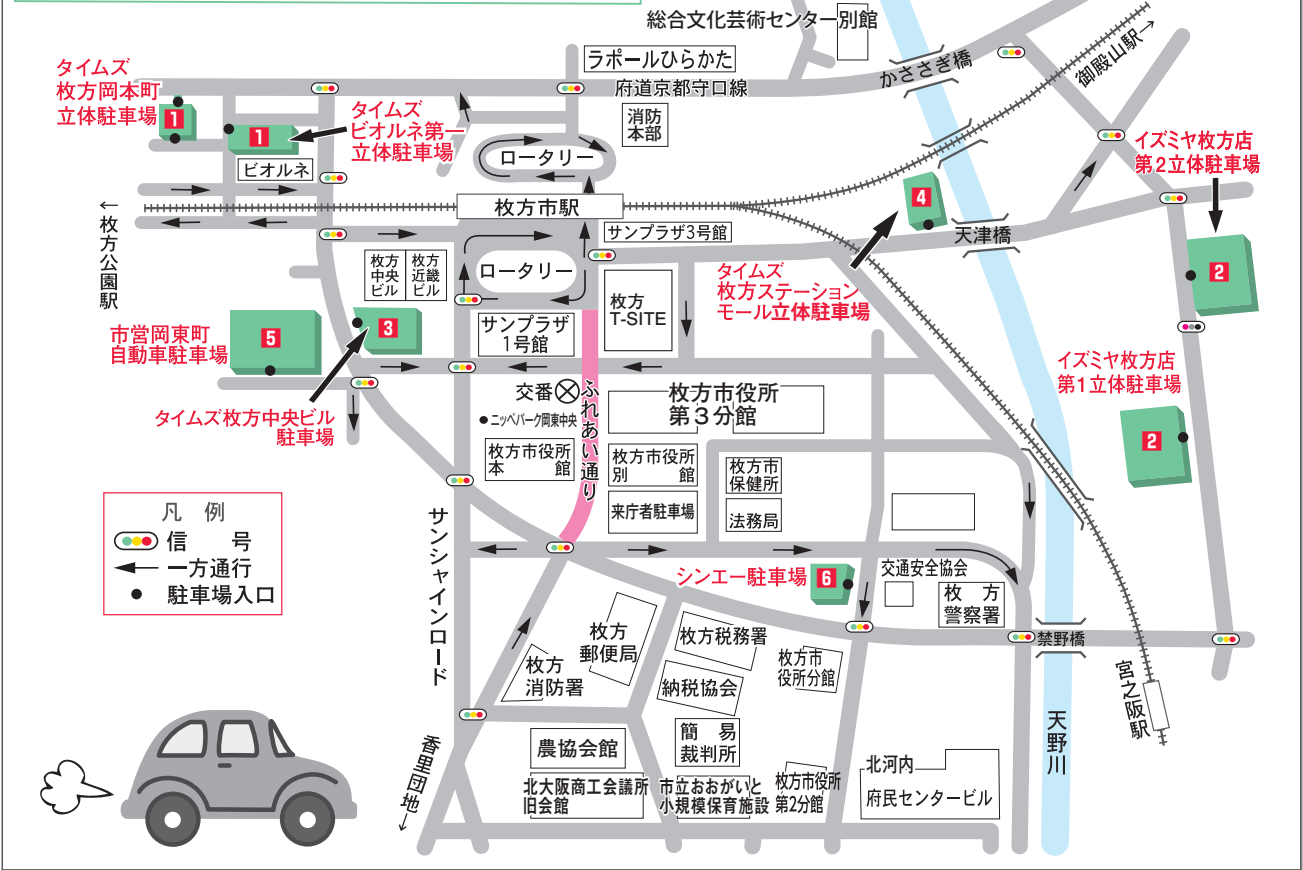 総合文化芸術センター別館
ラポールひらかた
府道京都守口線
かささぎ橋
御殿山駅→
タイムズ
枚方岡本町
立体駐車場
1
1
タイムズ
ビオルネ第一
立体駐車場
ビオルネ
消防
本部
ロータリー
イズミヤ枚方店
第2立体駐車場
4
←枚方公園駅
枚方市駅
サンプラザ3号館
天津橋
枚方
中央
ビル
枚方
近畿
ビル
ロータリー
タイムズ
枚方ステーション
モール立体駐車場
2
枚方
T-SITE
市営岡東町
自動車駐車場
5
3
サンプラザ
1号館
イズミヤ枚方店
第1立体駐車場
2
タイムズ枚方中央ビル
駐車場
交番
ふれあい通り
枚方市役所
第3分館
ニッペパーク岡東中央
枚方市役所
本館
枚方市役所
別館
枚方市
保健所
来庁者駐車場
法務局
凡例
信号
一方通行
駐車場入口
サンシャインロード
シンエー駐車場
6
交通安全協会
枚方
警察署
禁野橋
枚方
郵便局
枚方税務署
枚方市
役所分館
枚方
消防署
納税協会
宮之阪駅
天野川
香里団地→
農協会館
簡易
裁判所
北大阪商工会議所
旧会館
市立おおがいと
小規模保育施設
枚方市役所
第2分館
北河内
府民センタービル